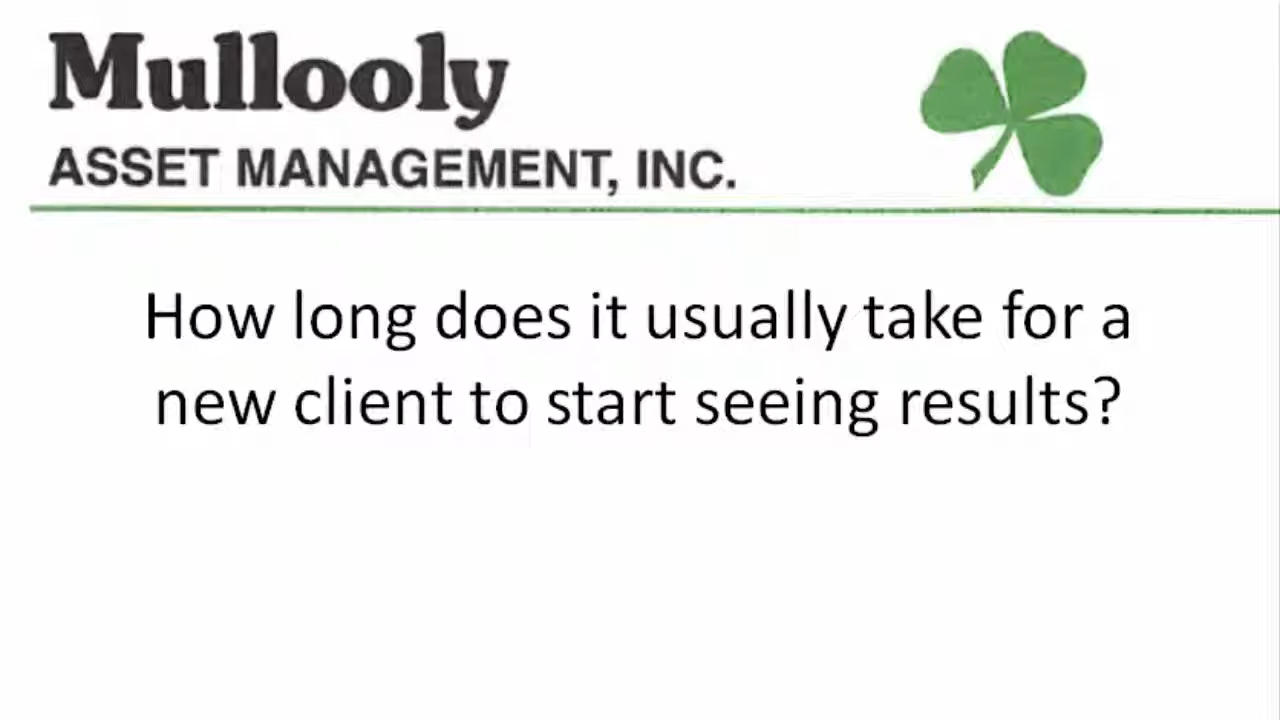 Mullooly
ASSET MANAGEMENT, INC.
How long does it usually take for a
new client to start seeing results?